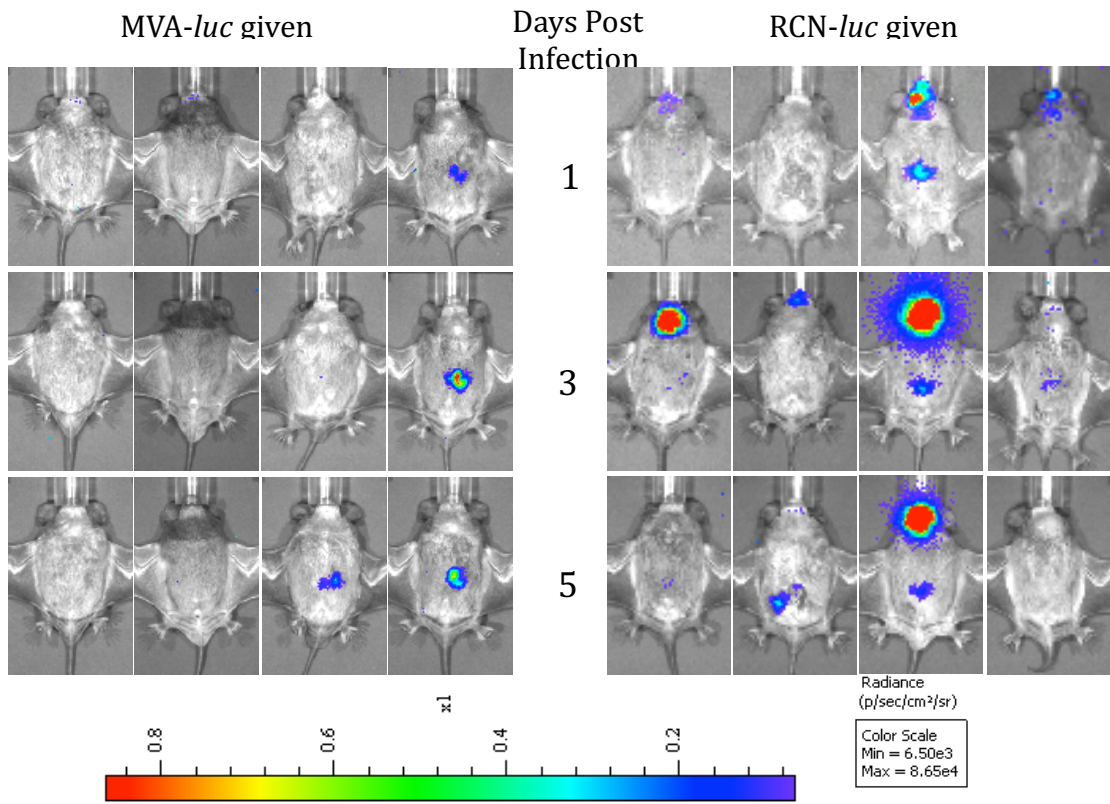 MVA-luc given
Days Post
Infection
RCN-luc given
1
3
5
x1
0.8
0.6
0.4
0.2
Radiance
(p/sec/cm²/sr)
Color Scale
Min = 6.50e3
Max = 8.65e4